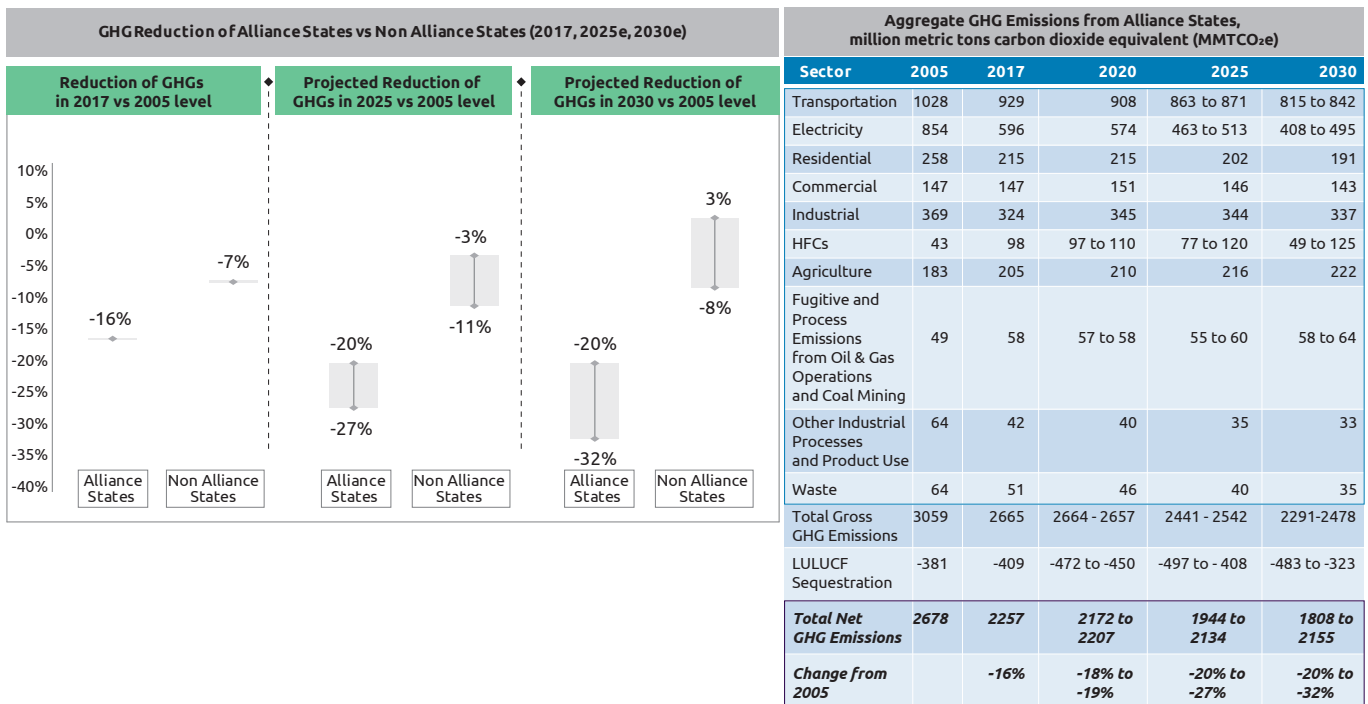 GHG Reduction of Alliance States vs Non Alliance States (2017, 2025e, 2030e)
Reduction of GHGs
in 2017 vs 2005 level
Projected Reduction of
GHGs in 2025 vs 2005 level
Projected Reduction of
GHGs in 2030 vs 2005 level
10%
5%
0%
-5%
-10%
-15%
-20%
-25%
-30%
-35%
-40%
-16%
-7%
-20%
-27%
-3%
-11%
-20%
-32%
3%
-8%
Alliance
States
Non Alliance
States
Alliance
States
Non Alliance
States
Alliance
States
Non Alliance
States
Aggregate GHG Emissions from Alliance States,
million metric tons carbon dioxide equivalent (MMTCO₂e)
Sector 2005 2017 2020 2025 2030
Transportation 1028 929 908 863 to 871 815 to 842
Electricity 854 596 574 463 to 513 408 to 495
Residential 258 215 215 202 191
Commercial 147 147 151 146 143
Industrial 369 324 345 344 337
HFCs 43 98 97 to 110 77 to 120 49 to 125
Agriculture 183 205 210 216 222
Fugitive and
Process
Emissions 49 58 57 to 58 55 to 60 58 to 64
from Oil & Gas
Operations
and Coal Mining
Other Industrial 64 42 40 35 33
Processes
and Product Use
Waste 64 51 46 40 35
Total Gross 3059 2665 2664 - 2657 2441 - 2542 2291-2478
GHG Emissions
LULUCF -381 -409 -472 to -450 -497 to - 408 -483 to -323
Sequestration
Total Net 2678 2257 2172 to 1944 to 1808 to
GHG Emissions 2207 2134 2155
Change from -16% -18% to -20% to -20% to
2005 -19% -27% -32%